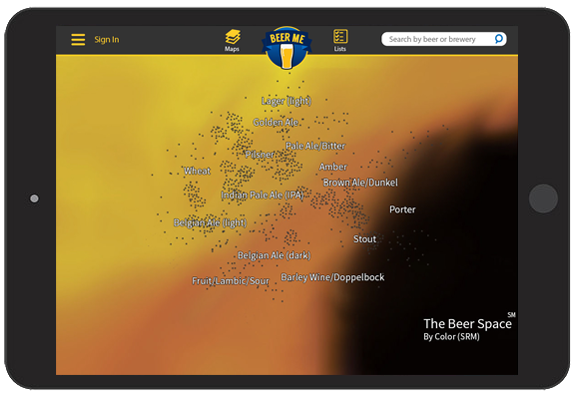 Sign In
Maps
BEER ME
Lists
Search by beer or brewery
Lager (light)
Golden Ale
Pale Ale/Bitter
Pilsner
Amber
Wheat
Brown Ale/Dunkel
Indian Pale Ale (IPA)
Porter
Belgian Ale (light)
Stout
Belgian Ale (dark)
Barley Wine/Doppelbock
Fruit/Lambic/Sour
The Beer Space SM
By Color (SRM)